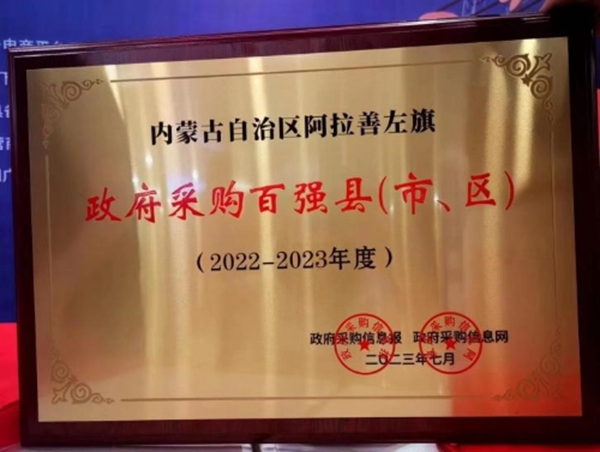 内蒙古自治区阿拉善左旗
政府采购百强县(市、区)
（2022-2023年度）
政府采购信息报 政府采购信息网
二〇二三年七月